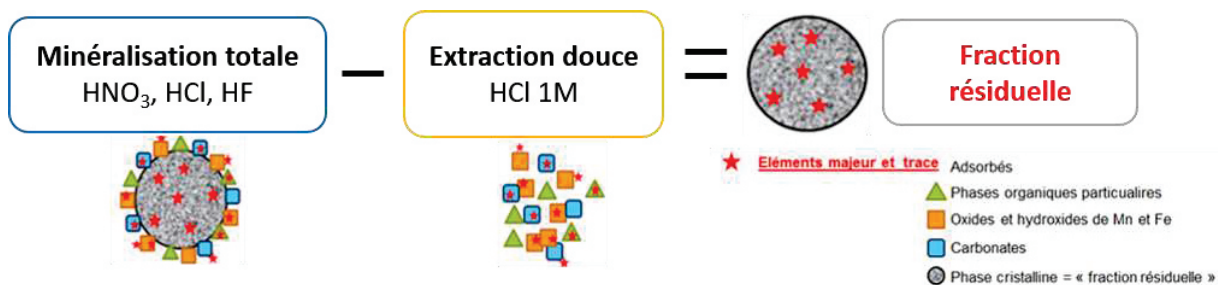 Minéralisation totale
HNO₃, HCl, HF
Extraction douce
HCl 1M
Fraction
résiduelle
Eléments majeur et trace Adsorbés
Phases organiques particualires
Oxides et hydroxides de Mn et Fe
Carbonates
Phase cristalline = « fraction résiduelle »